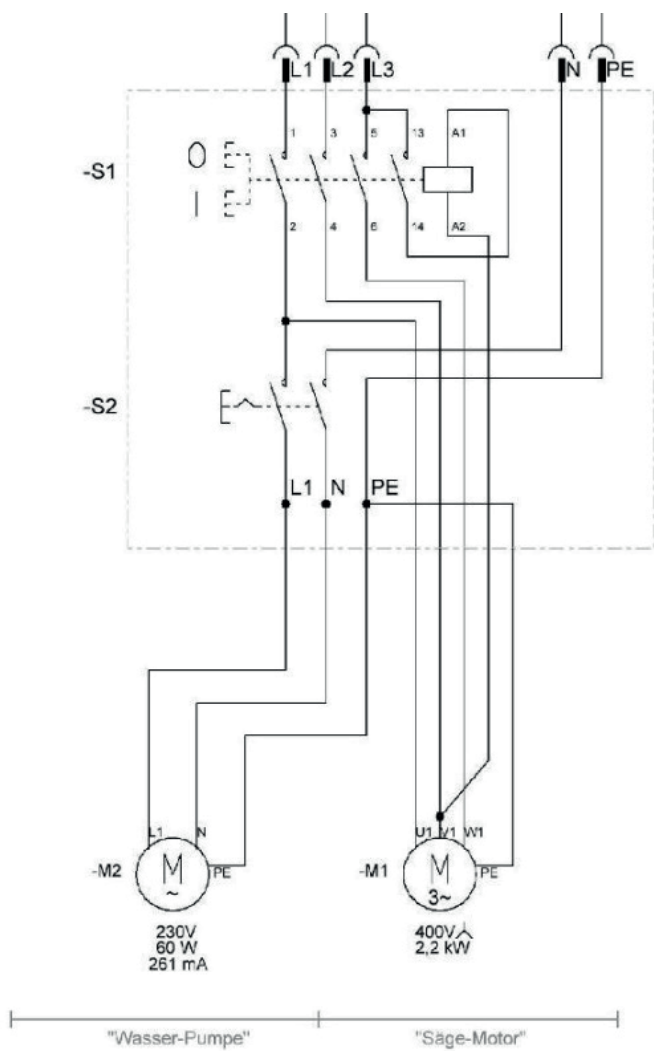 L1 L2 L3 N PE
1 3 5 13 A1
-S1 0
I
2 4 6 14 A2
-S2
L1 N PE
L1 N U1 V1 W1
-M2 M ~ PE -M1 M 3~ PE
230V 400V
60 W 2,2 kW
261 mA
"Wasser-Pumpe" "Säge-Motor"